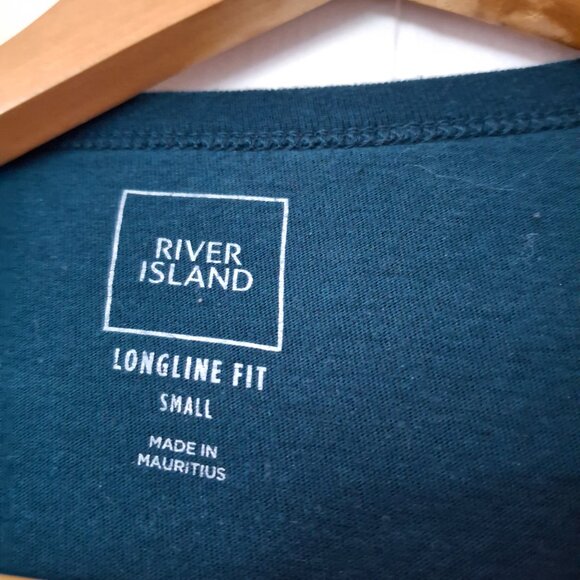 RIVER
ISLAND
LONGLINE FIT
SMALL
MADE IN
MAURITIUS